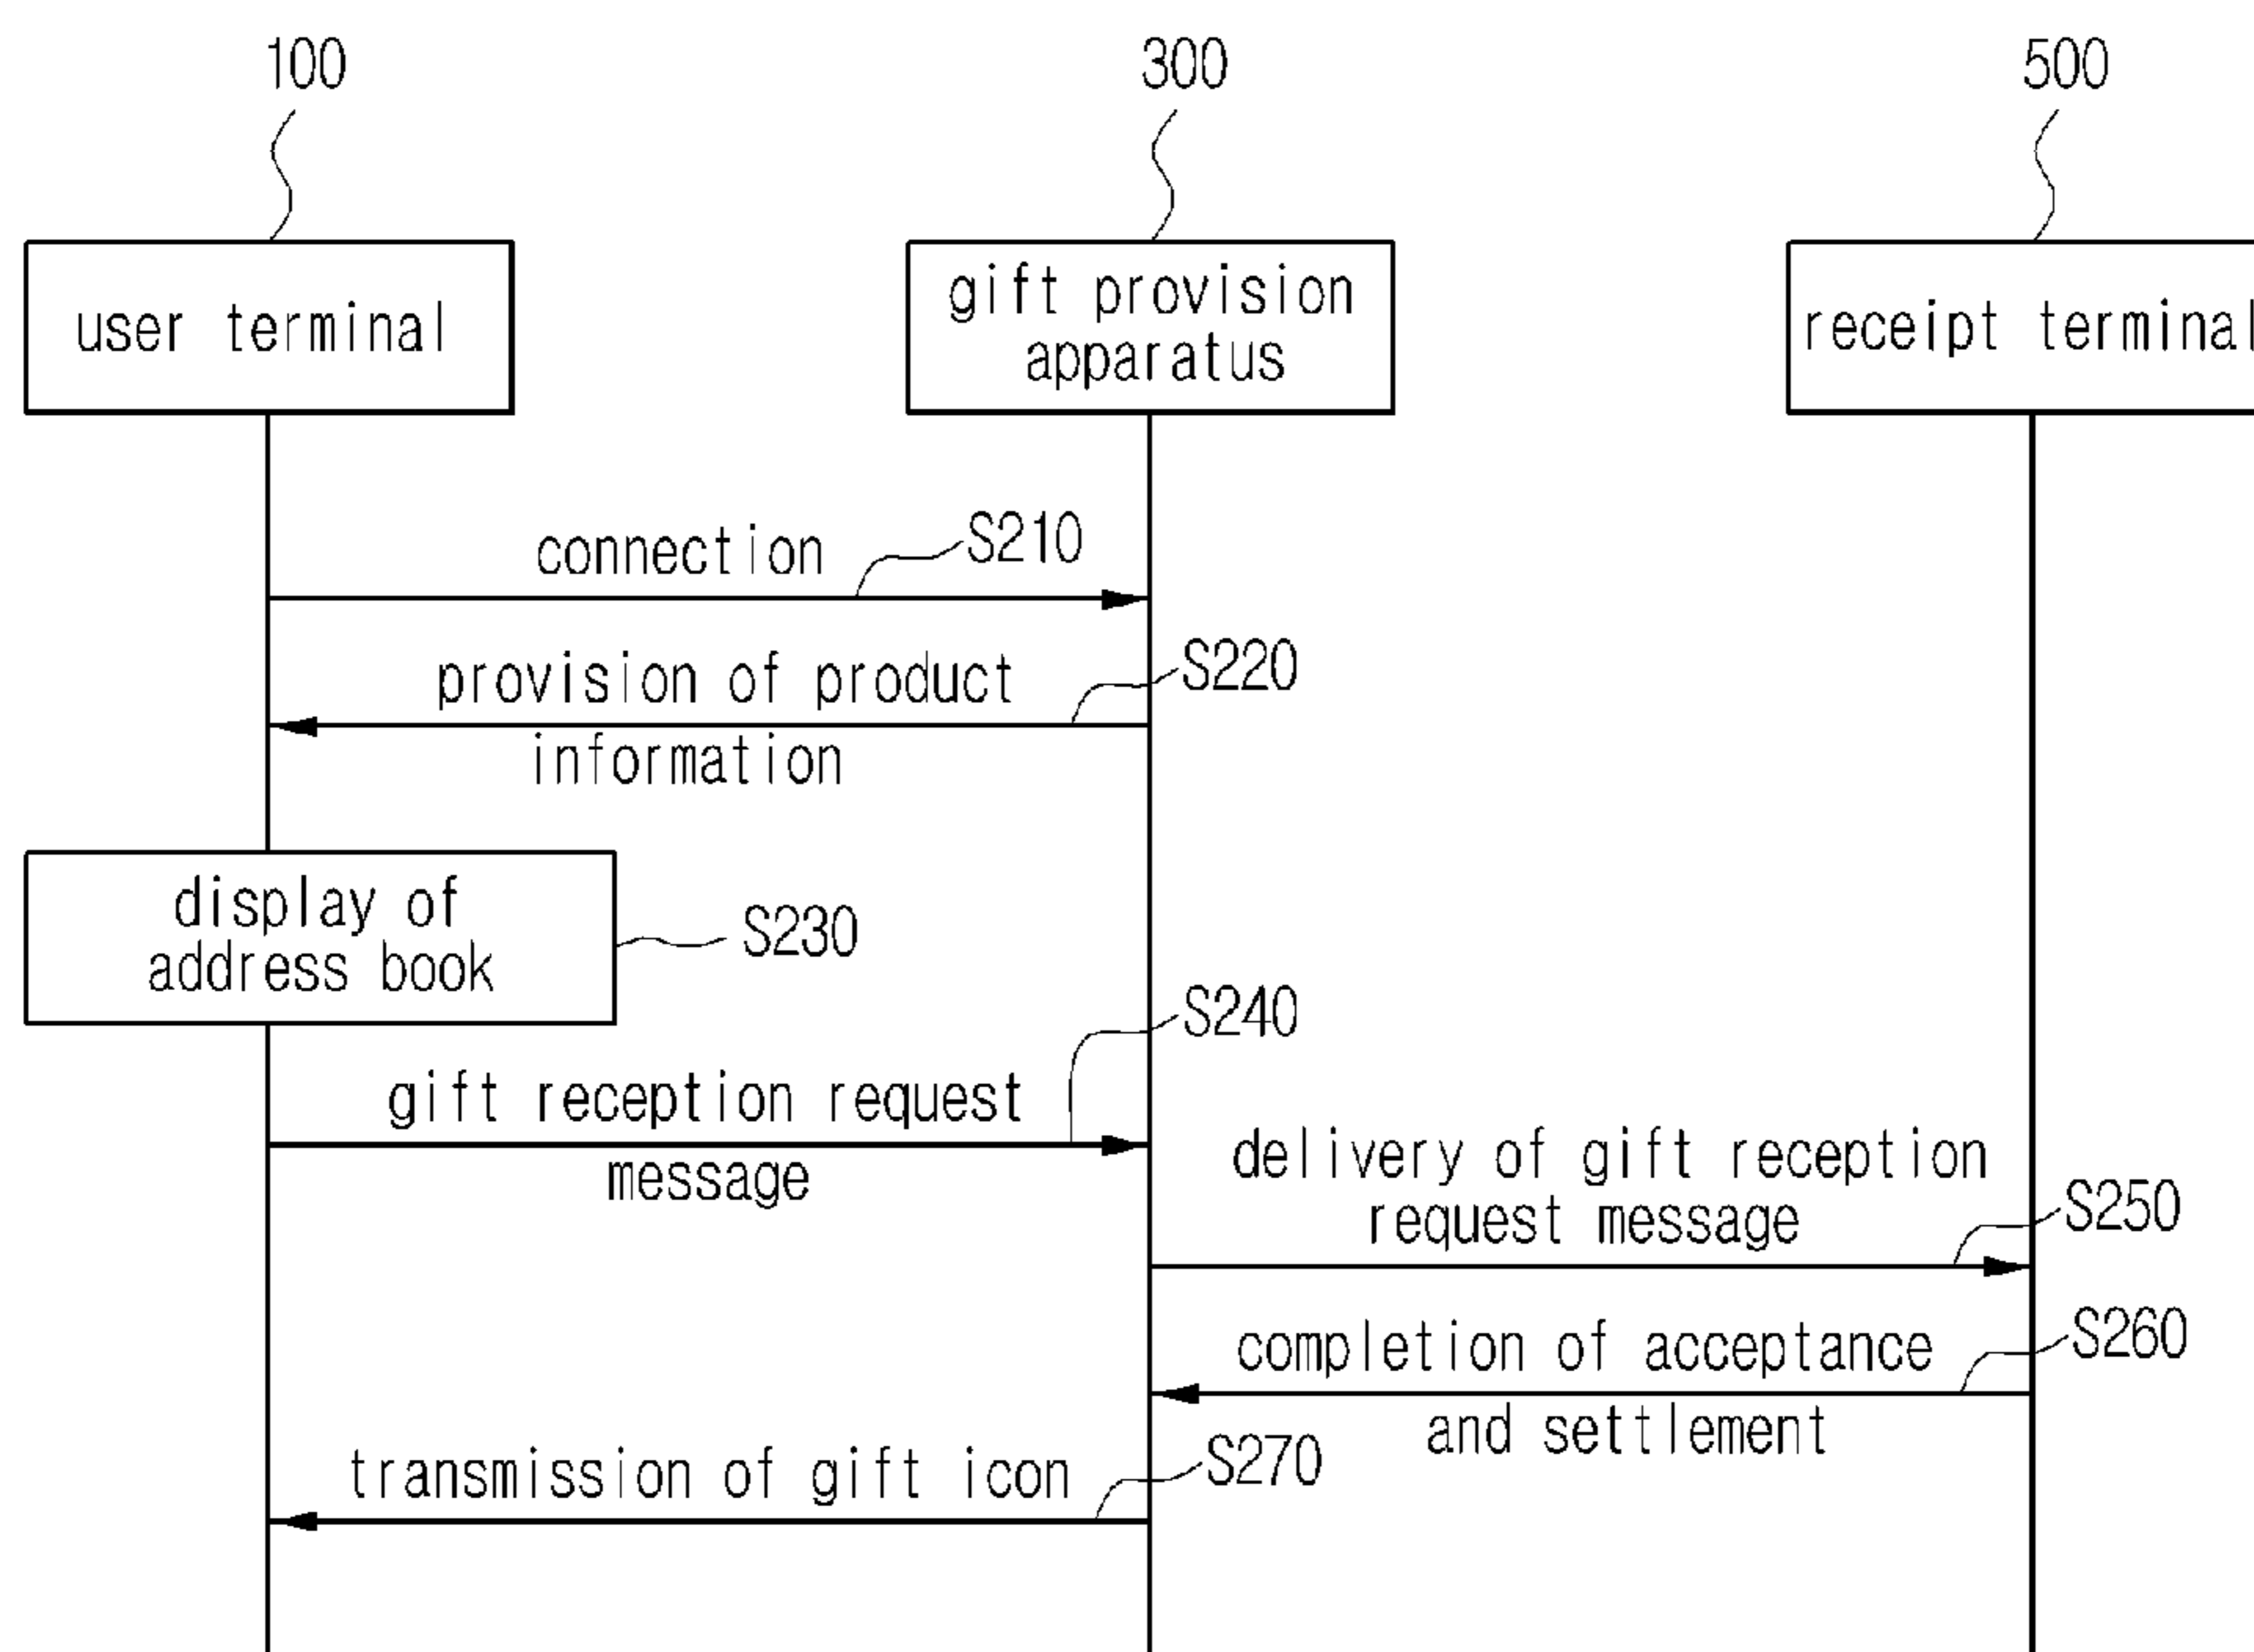 100
300
500
user terminal
gift provision
apparatus
receipt terminal
connection
S210
provision of product
S220
information
display of
address book
S230
S240
gift reception request
message
delivery of gift reception
request message
S250
completion of acceptance
S260
and settlement
transmission of gift icon
S270